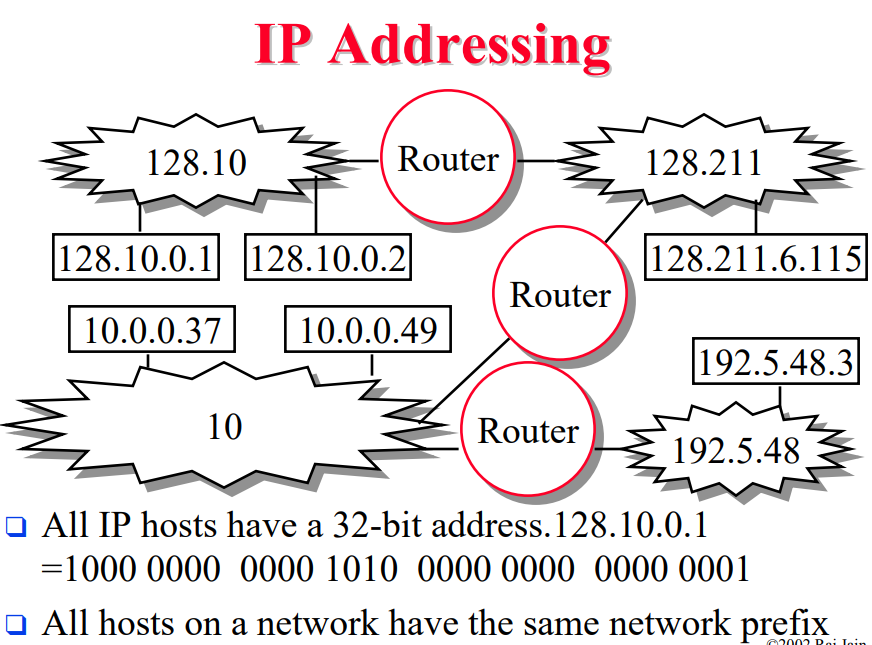 IP Addressing
128.10
Router
128.211
128.10.0.1
128.10.0.2
128.211.6.115
Router
10.0.0.37
10.0.0.49
192.5.48.3
10
Router
192.5.48
All IP hosts have a 32-bit address.128.10.0.1
=1000 0000 0000 1010 0000 0000 0000 0001
All hosts on a network have the same network prefix
©2002 Raj Jain